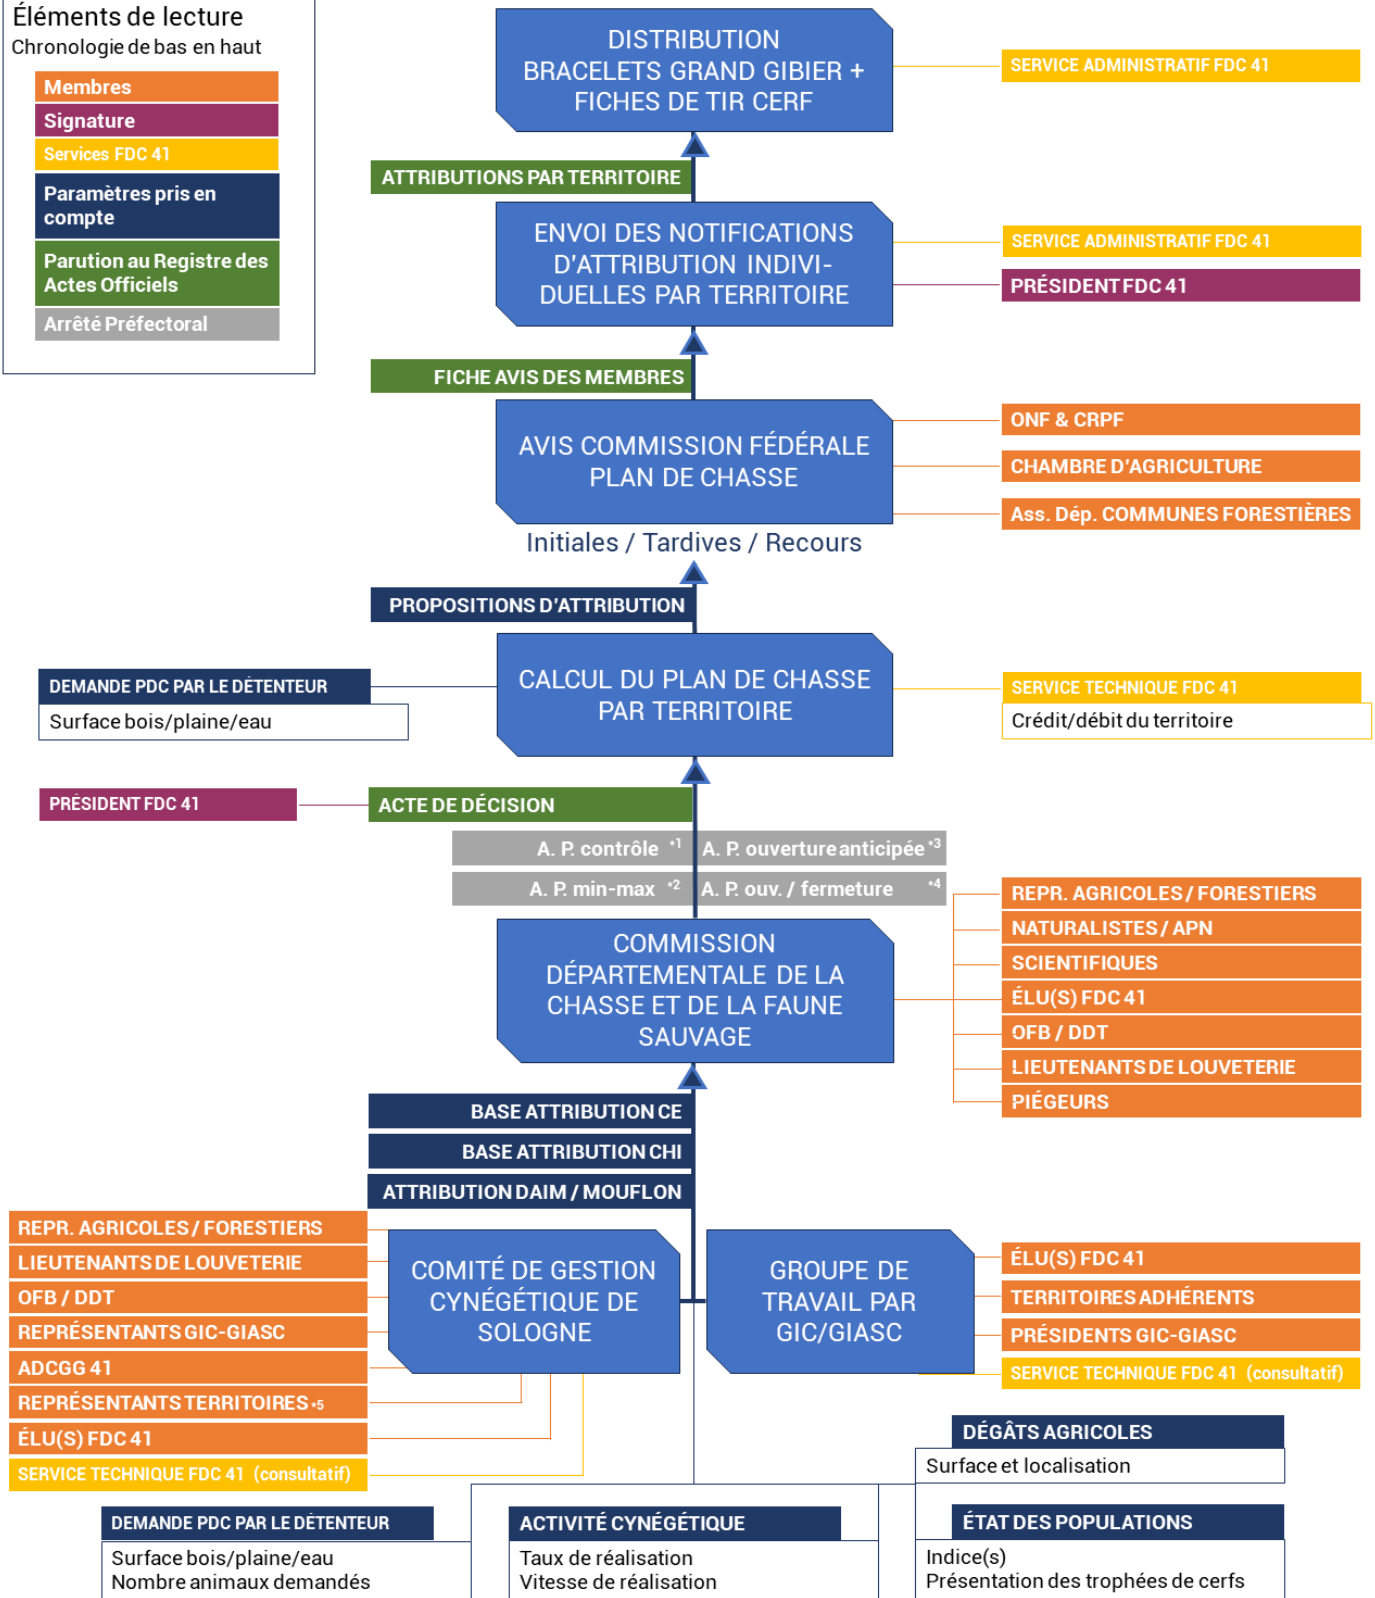 Éléments de lecture
Chronologie de bas en haut
Membres
Signature
Services FDC 41
Paramètres pris en
compte
Parution au Registre des
Actes Officiels
Arrêté Préfectoral
DISTRIBUTION
BRACELETS GRAND GIBIER +
FICHES DE TIR CERF
SERVICE ADMINISTRATIF FDC 41
ATTRIBUTIONS PAR TERRITOIRE
ENVOI DES NOTIFICATIONS
D'ATTRIBUTION INDIVI-
DUELLES PAR TERRITOIRE
SERVICE ADMINISTRATIF FDC 41
PRÉSIDENT FDC 41
FICHE AVIS DES MEMBRES
AVIS COMMISSION FÉDÉRALE
PLAN DE CHASSE
ONF & CRPF
CHAMBRE D'AGRICULTURE
Ass. Dép. COMMUNES FORESTIÈRES
Initiales / Tardives / Recours
PROPOSITIONS D'ATTRIBUTION
CALCUL DU PLAN DE CHASSE
PAR TERRITOIRE
DEMANDE PDC PAR LE DÉTENTEUR
Surface bois/plaine/eau
SERVICE TECHNIQUE FDC 41
Crédit/débit du territoire
PRÉSIDENT FDC 41
ACTE DE DÉCISION
A. P. contrôle *1
A. P. ouverture anticipée *3
A. P. min-max *2
A. P. ouv. / fermeture *4
COMMISSION
DÉPARTEMENTALE DE LA
CHASSE ET DE LA FAUNE
SAUVAGE
REPR. AGRICOLES / FORESTIERS
NATURALISTES / APN
SCIENTIFIQUES
ÉLU(S) FDC 41
OFB / DDT
LIEUTENANTS DE LOUVETERIE
PIÉGEURS
BASE ATTRIBUTION CE
BASE ATTRIBUTION CHI
ATTRIBUTION DAIM / MOUFLON
REPR. AGRICOLES / FORESTIERS
LIEUTENANTS DE LOUVETERIE
OFB / DDT
REPRÉSENTANTS GIC-GIASC
ADCGG 41
REPRÉSENTANTS TERRITOIRES *5
ÉLU(S) FDC 41
SERVICE TECHNIQUE FDC 41 (consultatif)
COMITÉ DE GESTION
CYNÉGÉTIQUE DE
SOLOGNE
GROUPE DE
TRAVAIL PAR
GIC/GIASC
ÉLU(S) FDC 41
TERRITOIRES ADHÉRENTS
PRÉSIDENTS GIC-GIASC
SERVICE TECHNIQUE FDC 41 (consultatif)
DÉGÂTS AGRICOLES
Surface et localisation
DEMANDE PDC PAR LE DÉTENTEUR
Surface bois/plaine/eau
Nombre animaux demandés
ACTIVITÉ CYNÉGÉTIQUE
Taux de réalisation
Vitesse de réalisation
ÉTAT DES POPULATIONS
Indice(s)
Présentation des trophées de cerfs